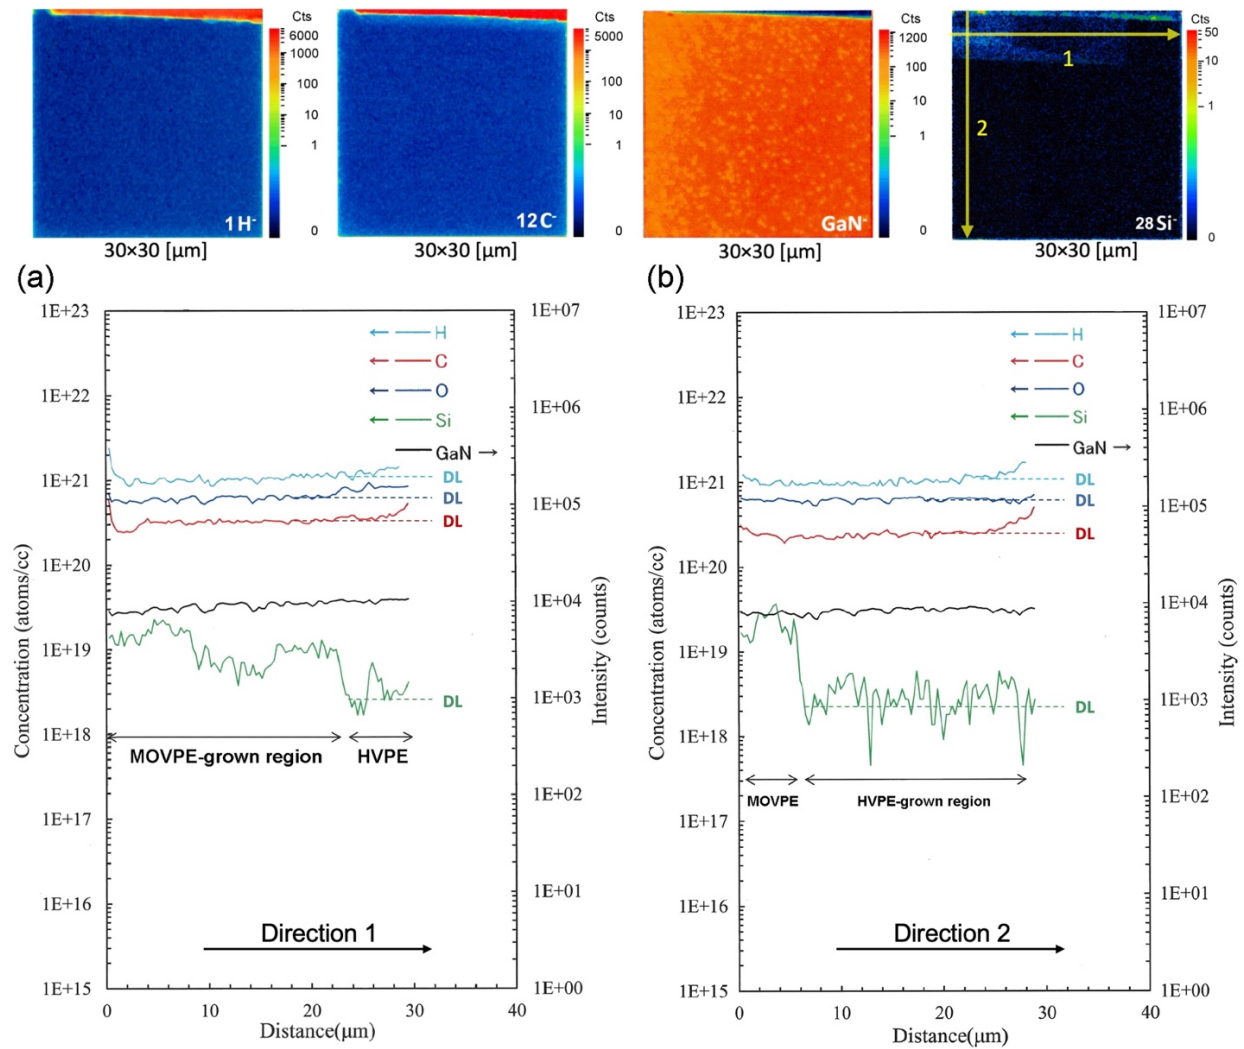 Cts
6000
1000
100
10
1
0
1H-
30×30 [µm]
Cts
5000
1000
100
10
1
0
12C-
30×30 [µm]
Cts
1200
100
1
0
GaN-
30×30 [µm]
Cts
50
10
1
0
1
2
28Si-
30×30 [µm]
(a)
1E+23
1E+22
1E+21
1E+20
1E+19
1E+18
1E+17
1E+16
1E+15
Concentration (atoms/cc)
1E+07
1E+06
1E+05
1E+04
1E+03
1E+02
1E+01
1E+00
Intensity (counts)
← H
← C
← O
← Si
GaN →
DL
DL
DL
DL
MOVPE-grown region
HVPE
Direction 1
0
10
20
30
40
Distance(µm)
(b)
1E+23
1E+22
1E+21
1E+20
1E+19
1E+18
1E+17
1E+16
1E+15
Concentration (atoms/cc)
1E+07
1E+06
1E+05
1E+04
1E+03
1E+02
1E+01
1E+00
Intensity (counts)
← H
← C
← O
← Si
GaN →
DL
DL
DL
DL
MOVPE
HVPE-grown region
Direction 2
0
10
20
30
40
Distance(µm)